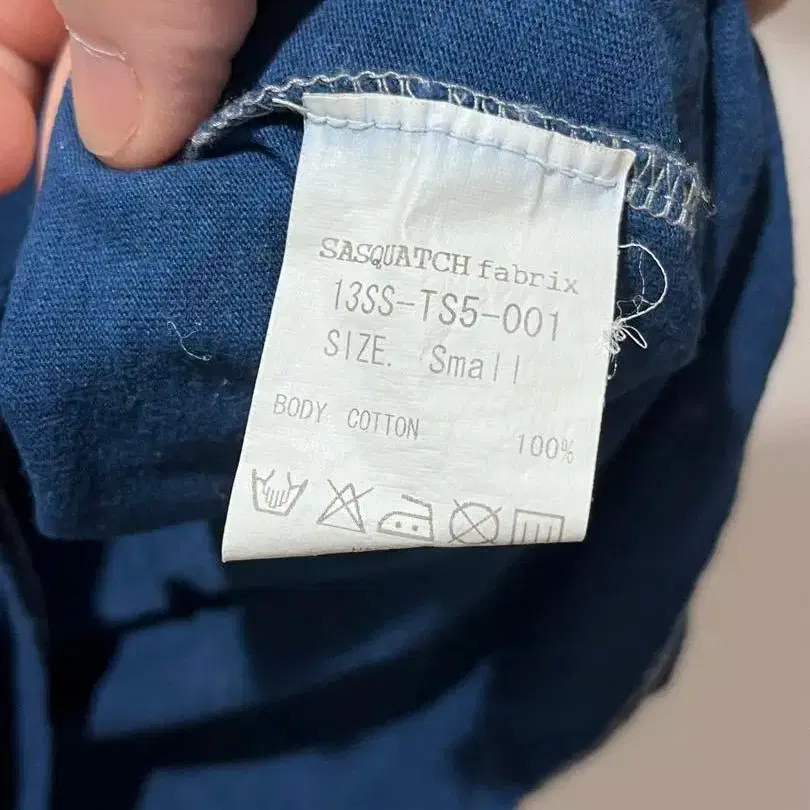 SASQUATCH fabrix
13SS-TS5-001
SIZE. Small
BODY COTTON 100%